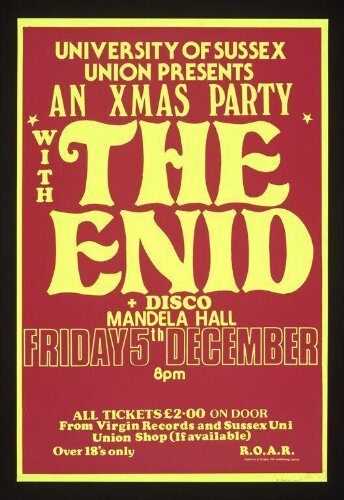 UNIVERSITY OF SUSSEX
UNION PRESENTS
AN XMAS PARTY
WITH
THE
ENID
+ DISCO
MANDELA HALL
FRIDAY 5th DECEMBER
8pm
ALL TICKETS £2·00 ON DOOR
From Virgin Records and Sussex Uni
Union Shop (If available)
Over 18's only R.O.A.R.